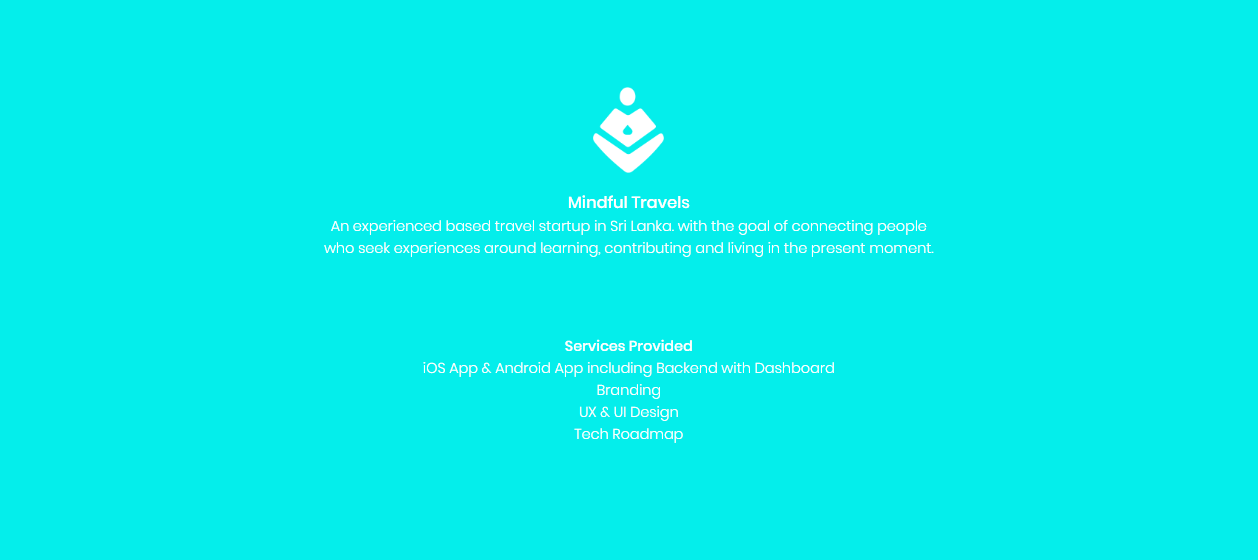 Mindful Travels
An experienced based travel startup in Sri Lanka. with the goal of connecting people
who seek experiences around learning, contributing and living in the present moment.
Services Provided
iOS App & Android App including Backend with Dashboard
Branding
UX & UI Design
Tech Roadmap